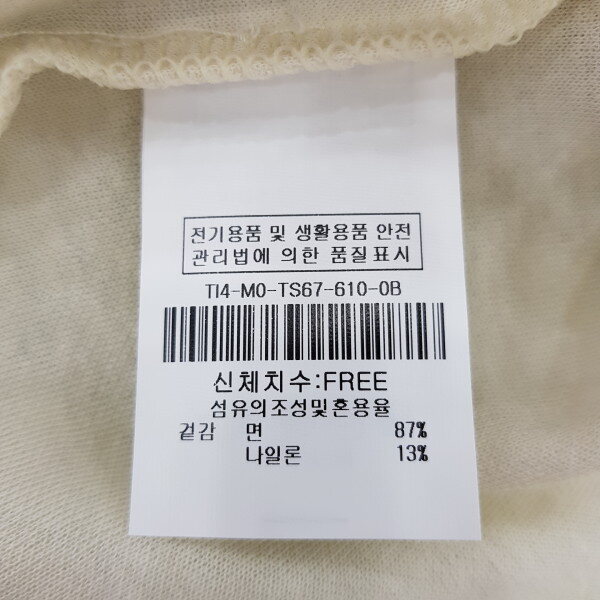 전기용품 및 생활용품 안전
관리법에 의한 품질표시
TI4-M0-TS67-610-0B
신체치수:FREE
섬유의조성및혼용율
겉감 면 87%
나일론 13%